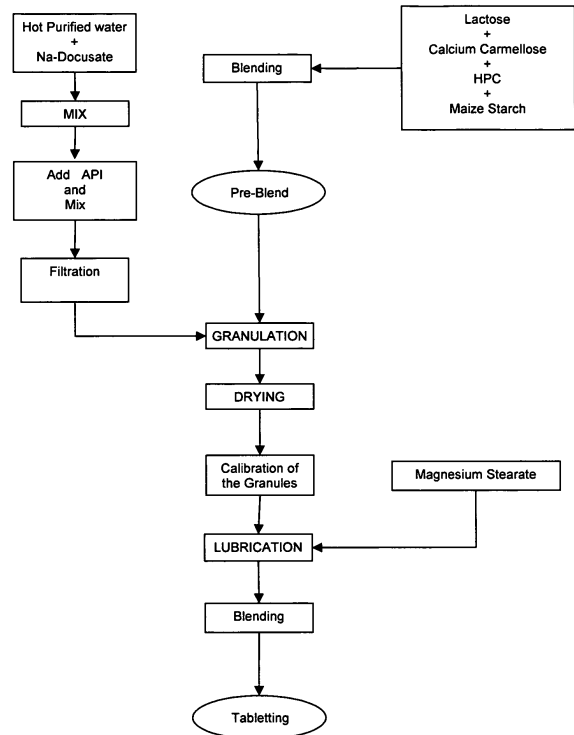 Hot Purified water
+
Na-Docusate
MIX
Add API
and
Mix
Filtration
Lactose
+
Calcium Carmellose
+
HPC
+
Maize Starch
Blending
Pre-Blend
GRANULATION
DRYING
Calibration of
the Granules
Magnesium Stearate
LUBRICATION
Blending
Tabletting